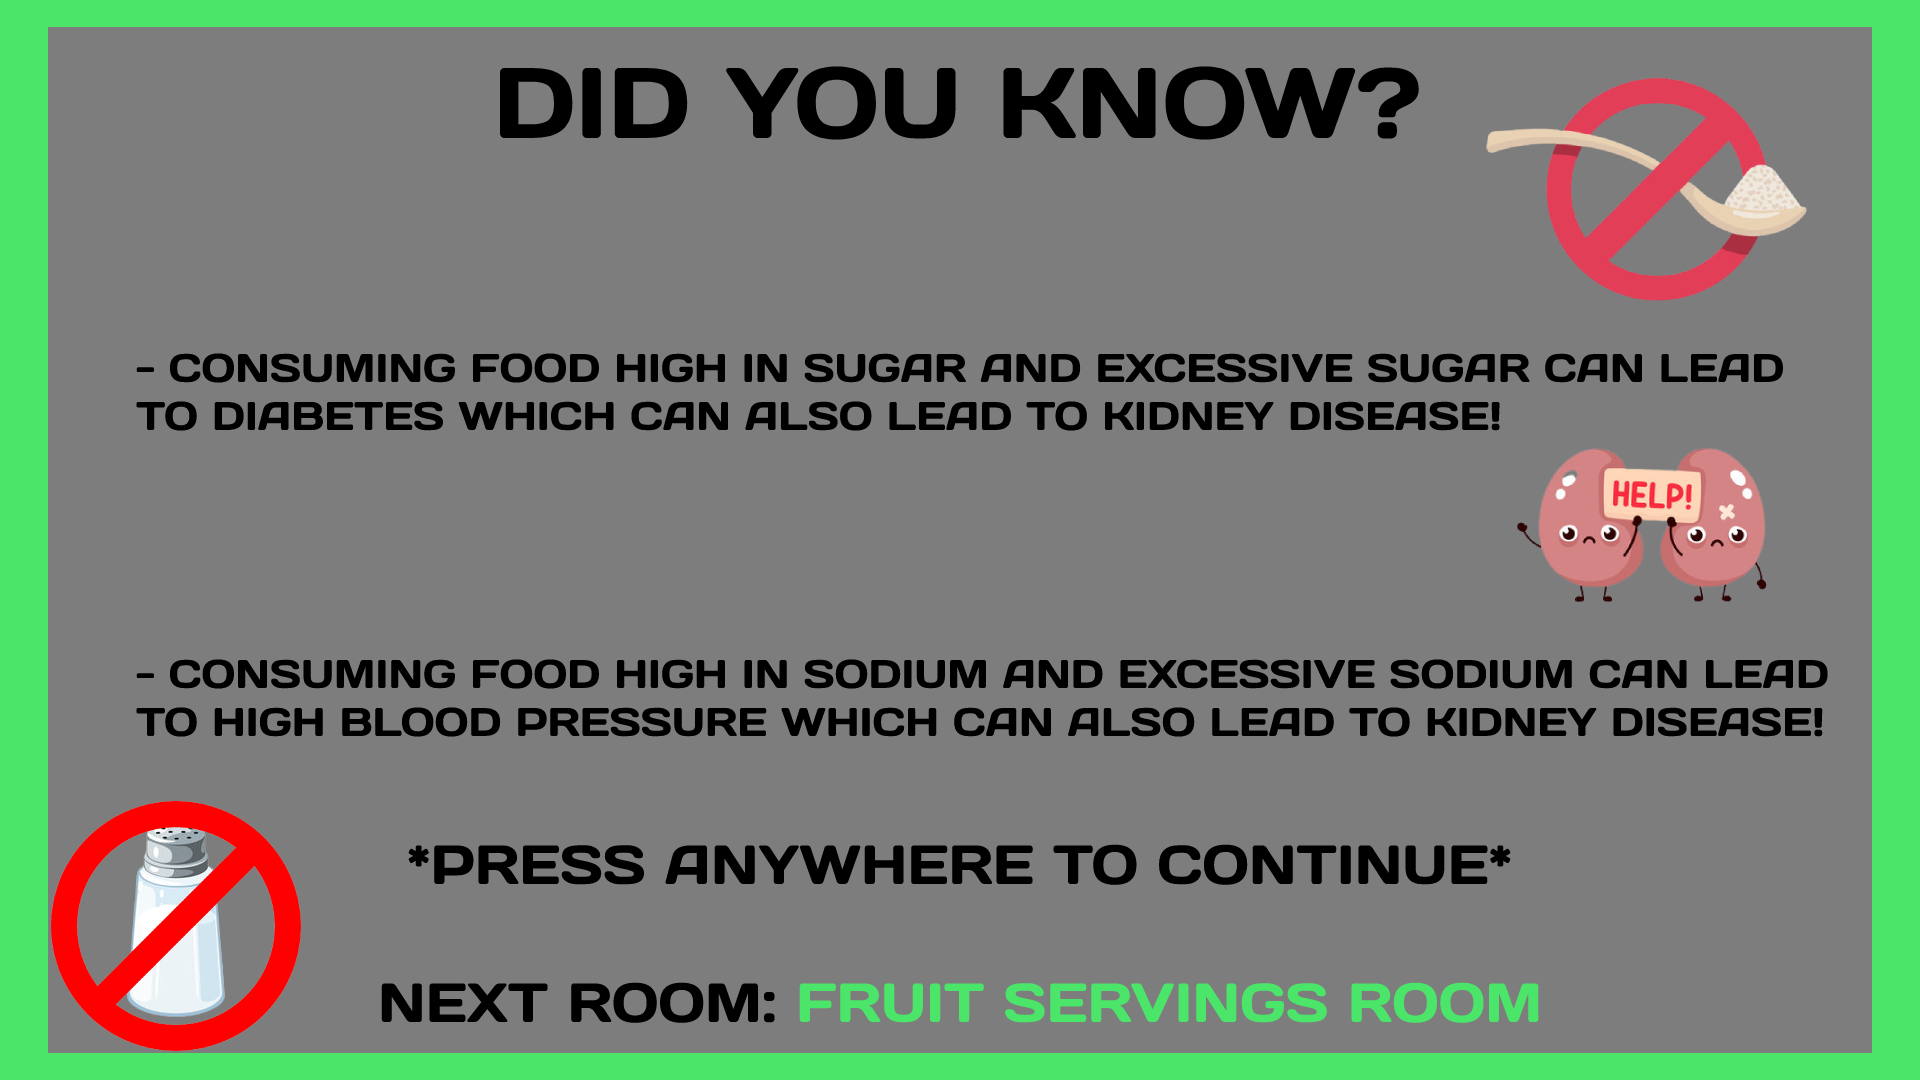 DID YOU KNOW?
- CONSUMING FOOD HIGH IN SUGAR AND EXCESSIVE SUGAR CAN LEAD
TO DIABETES WHICH CAN ALSO LEAD TO KIDNEY DISEASE!
HELP!
- CONSUMING FOOD HIGH IN SODIUM AND EXCESSIVE SODIUM CAN LEAD
TO HIGH BLOOD PRESSURE WHICH CAN ALSO LEAD TO KIDNEY DISEASE!
*PRESS ANYWHERE TO CONTINUE*
NEXT ROOM: FRUIT SERVINGS ROOM